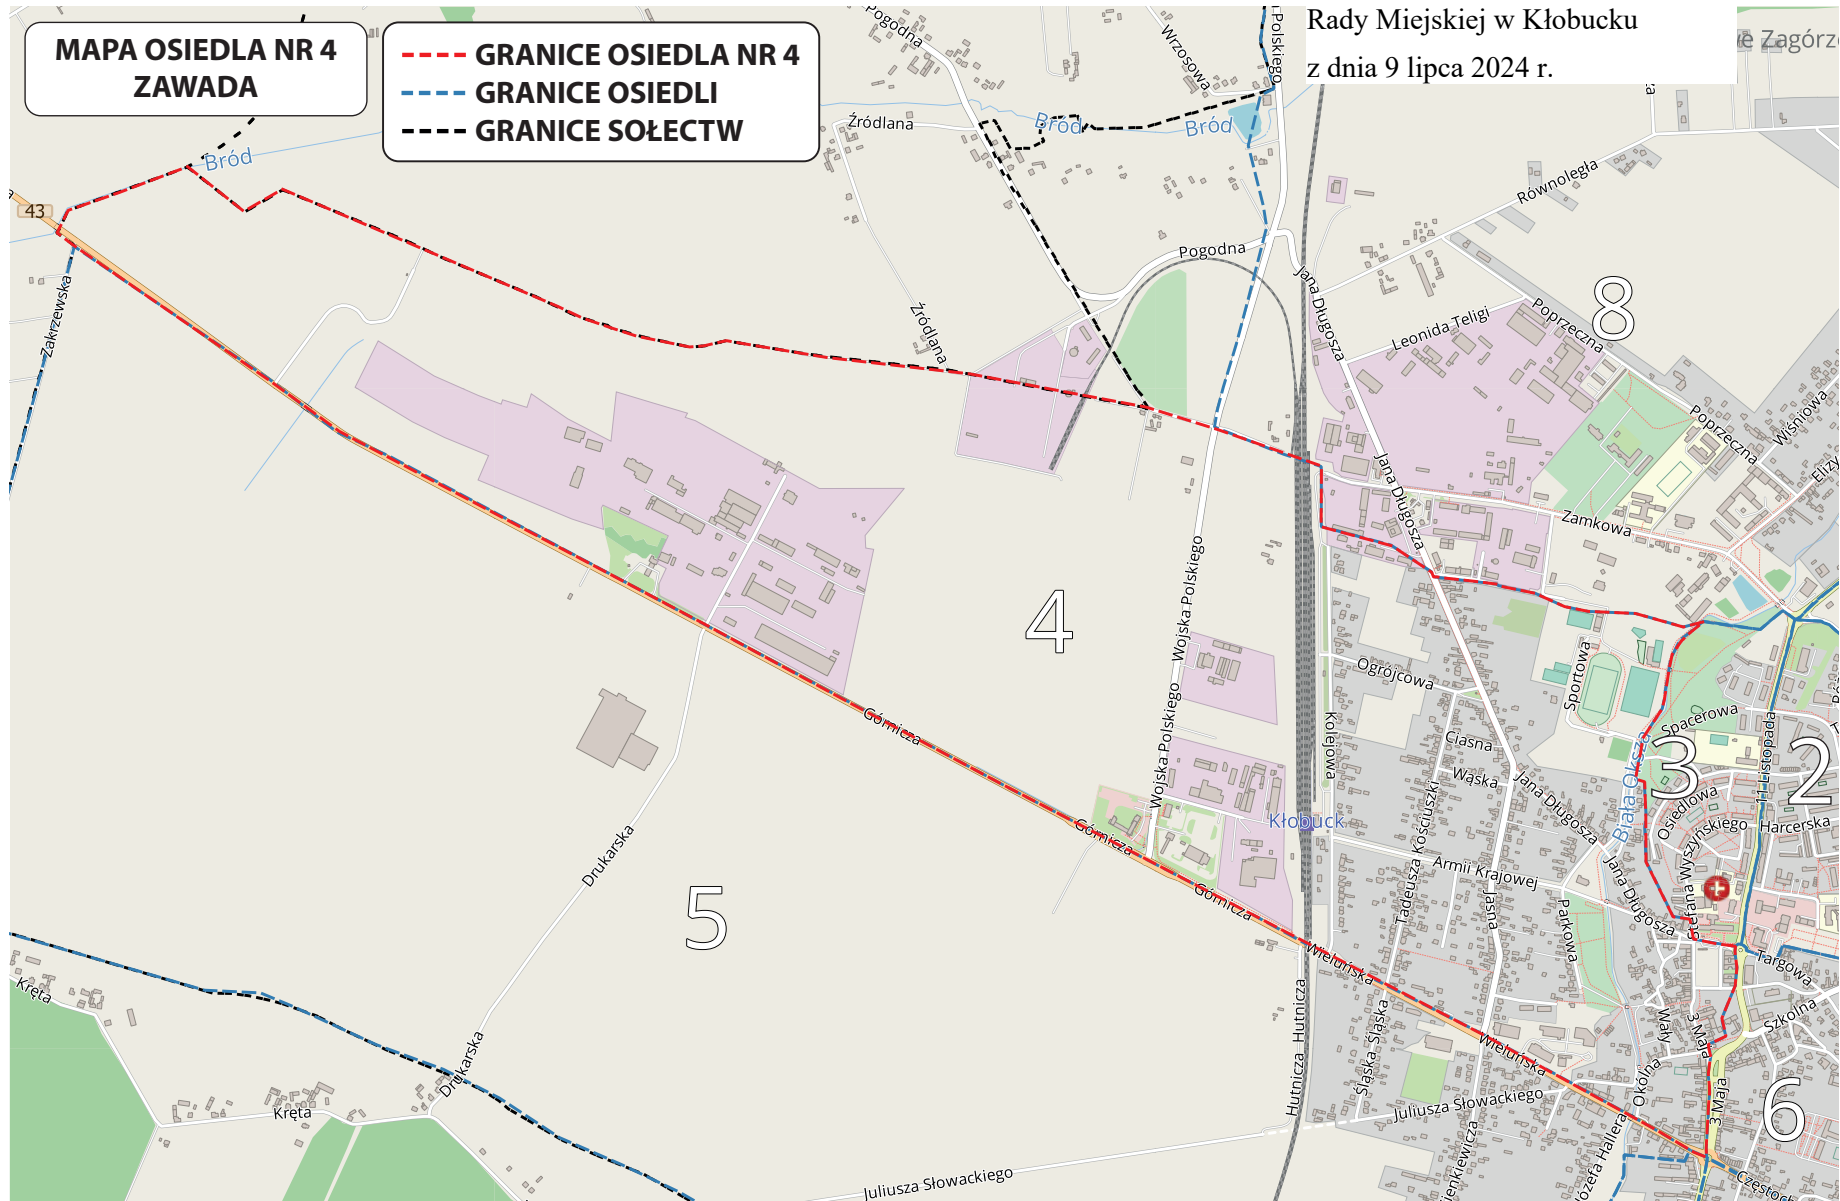 MAPA OSIEDLA NR 4
ZAWADA
GRANICE OSIEDLA NR 4
GRANICE OSIEDLI
GRANICE SOŁECTW
Rady Miejskiej w Kłobucku
z dnia 9 lipca 2024 r.
Pogodna
Wrzosowa
Polskiego
Źródlana
Bród
Bród
Bród
43
Równoległa
Pogodna
Jana Długosza
Zakrzewska
Źródlana
Leonida Teligi
Poprzeczna
8
Poprzeczna
Wiśniowa
Jana Długosza
Zamkowa
Wojska Polskiego
4
Ogrójcowa
Sportowa
Wojska Polskiego
Górnicza
Kolejowa
Spacerowa
Ciasna
Wąska
Jana Długosza
Biała Oksza
3
2
11 Listopada
Osiedlowa
Stefana Wyszyńskiego
Harcerska
Kłobuck
Górnicza
Tadeusza Kościuszki
Armii Krajowej
Jasna
Jana Długosza
Parkowa
Drukarska
Górnicza
5
Wieluńska
Targowa
Kręta
Hutnicza
Hutnicza
Śląska
Śląska
Wały
3 Maja
Szkolna
Wieluńska
Okólna
Drukarska
Kręta
Juliusza Słowackiego
3 Maja
6
Józefa Hallera
Juliusza Słowackiego